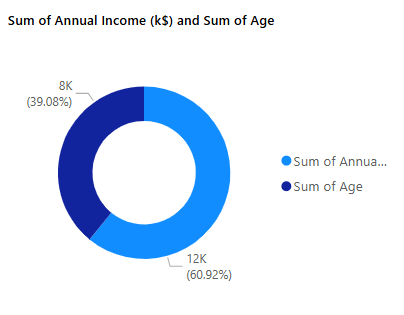 Sum of Annual Income (k$) and Sum of Age
8K
(39.08%)
Sum of Annua...
Sum of Age
12K
(60.92%)